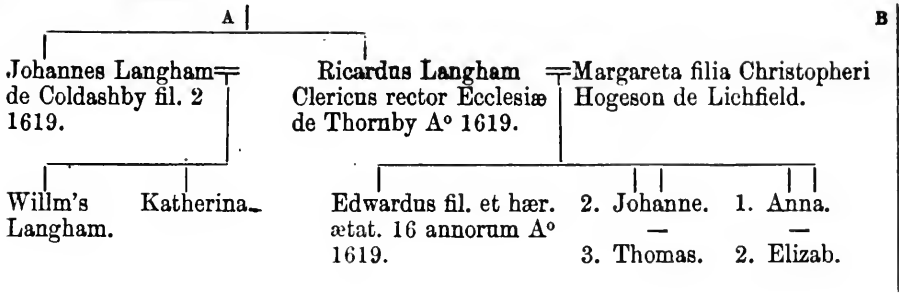 A B
Johannes Langham
de Coldashby fil. 2
1619.
Ricardus Langham
Clericus rector Ecclesiæ
de Thornby Aº 1619.
Margareta filia Christopheri
Hogeson de Lichfield.
Willm's
Langham.
Katherina
Edwardus fil. et hær.
ætat. 16 annorum Aº
1619.
2. Johanne.
3. Thomas.
1. Anna.
2. Elizab.